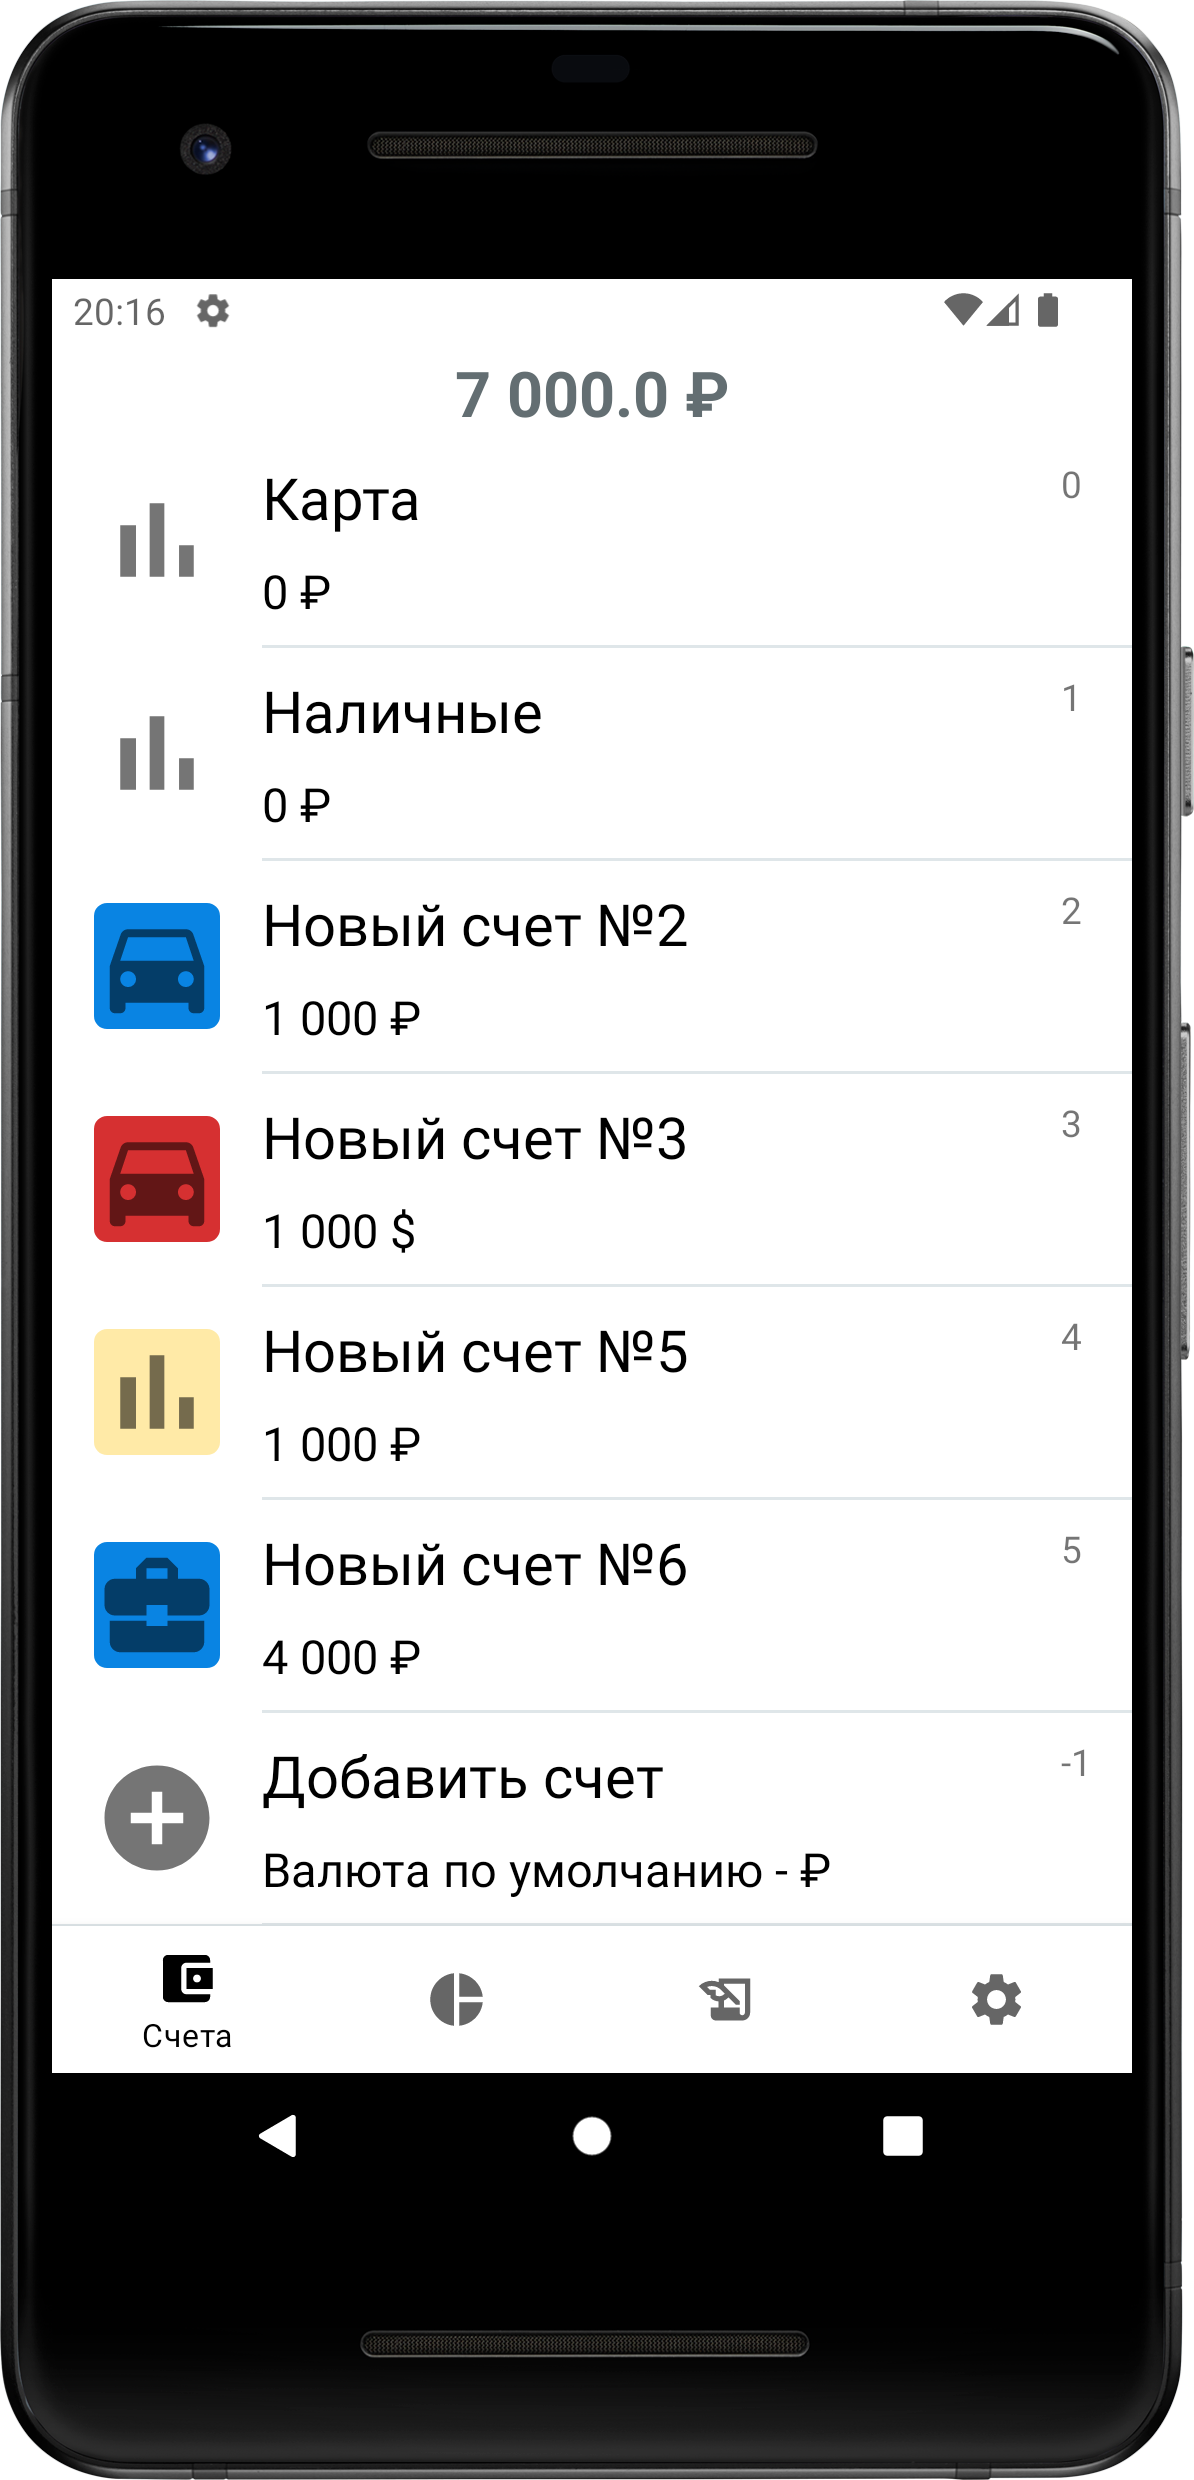 20:16
7 000.0 ₽
Карта
0
0 ₽
Наличные
1
0 ₽
Новый счет №2
2
1 000 ₽
Новый счет №3
3
1 000 $
Новый счет №5
4
1 000 ₽
Новый счет №6
5
4 000 ₽
Добавить счет
-1
Валюта по умолчанию - ₽
Счета